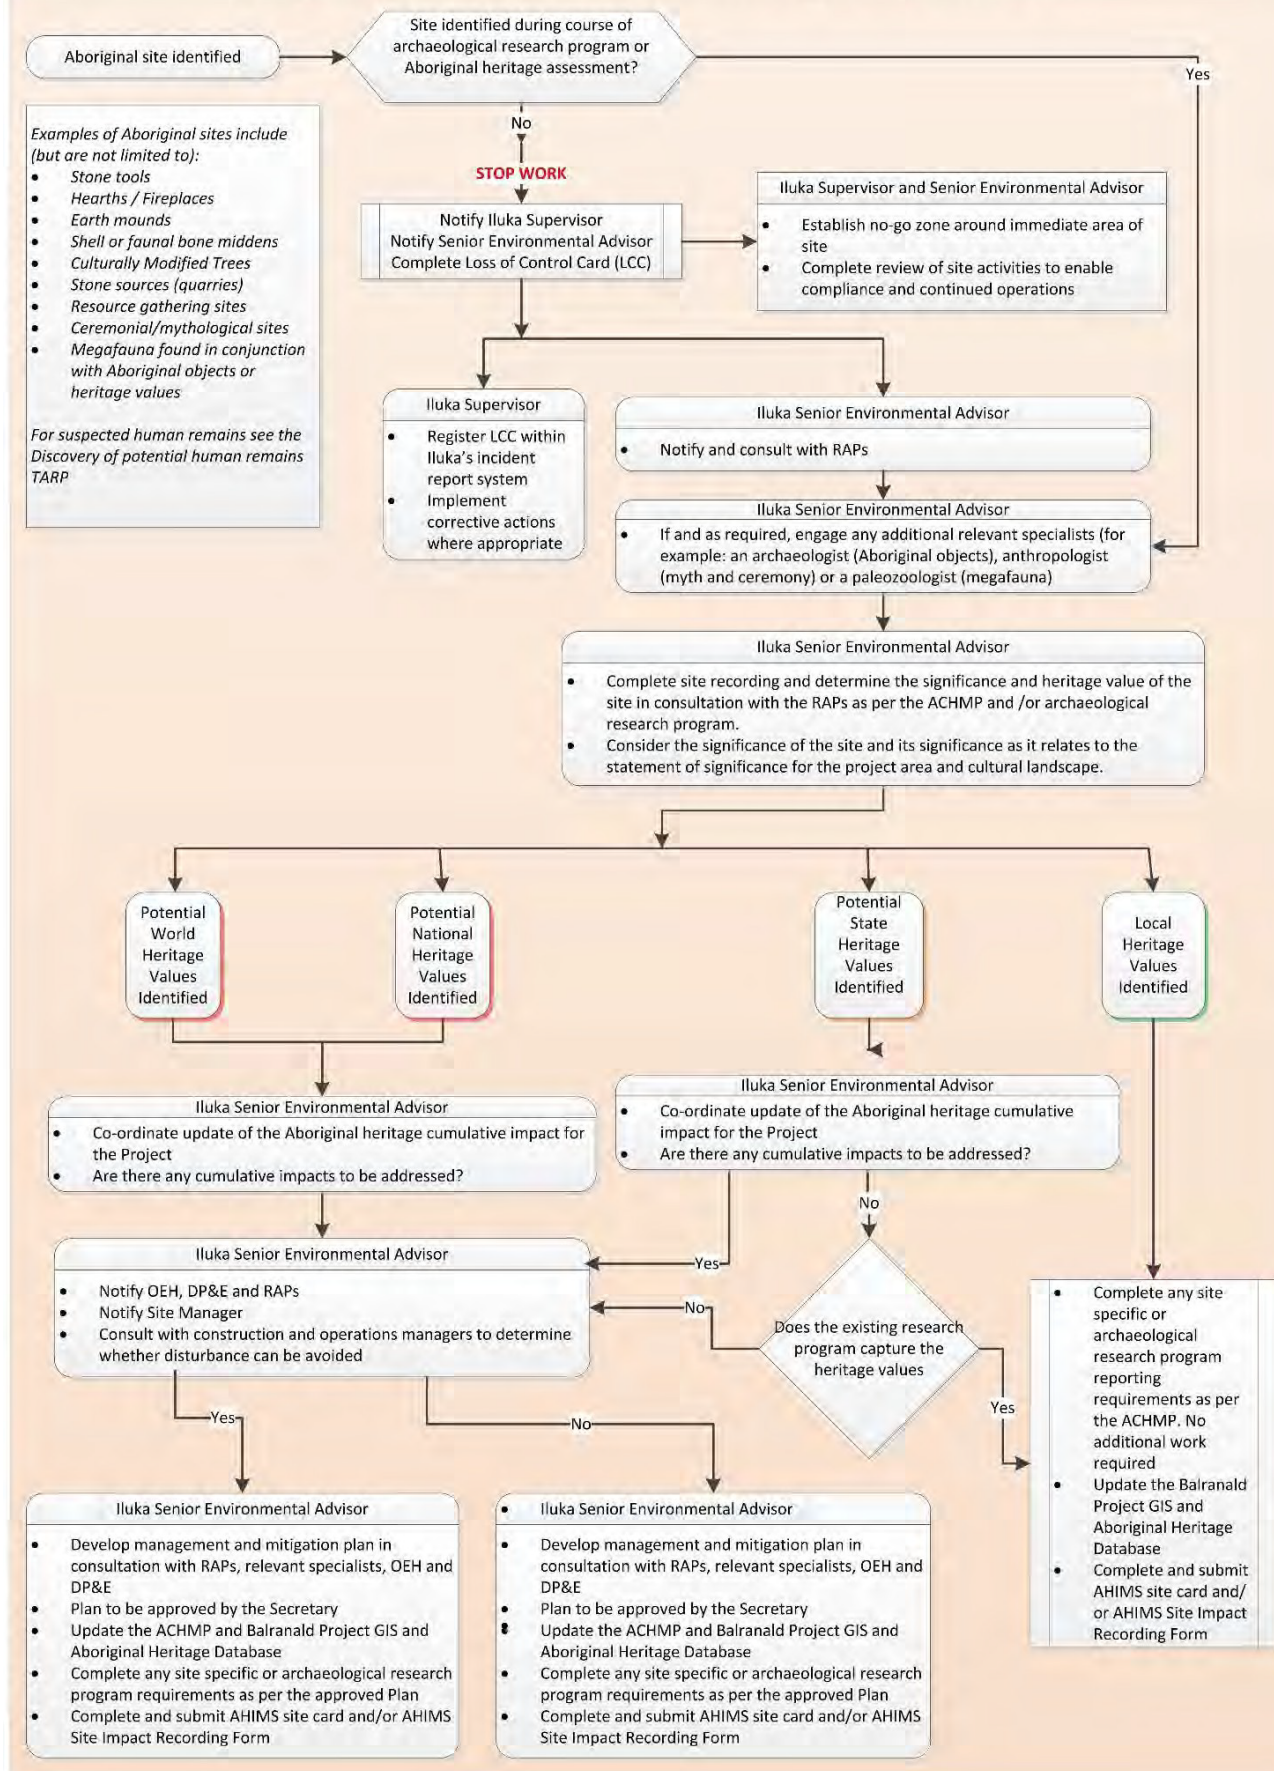 Site identified during course of
archaeological research program or
Aboriginal heritage assessment?
Aboriginal site identified
Yes
No
STOP WORK
Examples of Aboriginal sites include
(but are not limited to):
• Stone tools
• Hearths / Fireplaces
• Earth mounds
• Shell or faunal bone middens
• Culturally Modified Trees
• Stone sources (quarries)
• Resource gathering sites
• Ceremonial/mythological sites
• Megafauna found in conjunction
with Aboriginal objects or
heritage values
For suspected human remains see the
Discovery of potential human remains
TARP
Notify Iluka Supervisor
Notify Senior Environmental Advisor
Complete Loss of Control Card (LCC)
Iluka Supervisor and Senior Environmental Advisor
• Establish no-go zone around immediate area of
site
• Complete review of site activities to enable
compliance and continued operations
Iluka Supervisor
• Register LCC within
Iluka's incident
report system
• Implement
corrective actions
where appropriate
Iluka Senior Environmental Advisor
• Notify and consult with RAPs
Iluka Senior Environmental Advisor
• If and as required, engage any additional relevant specialists (for
example: an archaeologist (Aboriginal objects), anthropologist
(myth and ceremony) or a paleozoologist (megafauna)
Iluka Senior Environmental Advisor
• Complete site recording and determine the significance and heritage value of the
site in consultation with the RAPs as per the ACHMP and /or archaeological
research program.
• Consider the significance of the site and its significance as it relates to the
statement of significance for the project area and cultural landscape.
Potential
World
Heritage
Values
Identified
Potential
National
Heritage
Values
Identified
Potential
State
Heritage
Values
Identified
Local
Heritage
Values
Identified
Iluka Senior Environmental Advisor
• Co-ordinate update of the Aboriginal heritage cumulative impact for
the Project
• Are there any cumulative impacts to be addressed?
Iluka Senior Environmental Advisor
• Co-ordinate update of the Aboriginal heritage cumulative
impact for the Project
• Are there any cumulative impacts to be addressed?
No
Yes
Iluka Senior Environmental Advisor
• Notify OEH, DP&E and RAPs
• Notify Site Manager
• Consult with construction and operations managers to determine
whether disturbance can be avoided
No
Does the existing research
program capture the
heritage values
Yes
• Complete any site
specific or
archaeological
research program
reporting
requirements as per
the ACHMP. No
additional work
required
• Update the Balranald
Project GIS and
Aboriginal Heritage
Database
• Complete and submit
AHIMS site card and/
or AHIMS Site Impact
Recording Form
Yes
No
Iluka Senior Environmental Advisor
• Develop management and mitigation plan in
consultation with RAPs, relevant specialists, OEH and
DP&E
• Plan to be approved by the Secretary
• Update the ACHMP and Balranald Project GIS and
Aboriginal Heritage Database
• Complete any site specific or archaeological research
program requirements as per the approved Plan
• Complete and submit AHIMS site card and/or AHIMS
Site Impact Recording Form
• Iluka Senior Environmental Advisor
• Develop management and mitigation plan in
consultation with RAPs, relevant specialists, OEH and
DP&E
• Plan to be approved by the Secretary
• Update the ACHMP and Balranald Project GIS and
Aboriginal Heritage Database
• Complete any site specific or archaeological research
program requirements as per the approved Plan
• Complete and submit AHIMS site card and/or AHIMS
Site Impact Recording Form